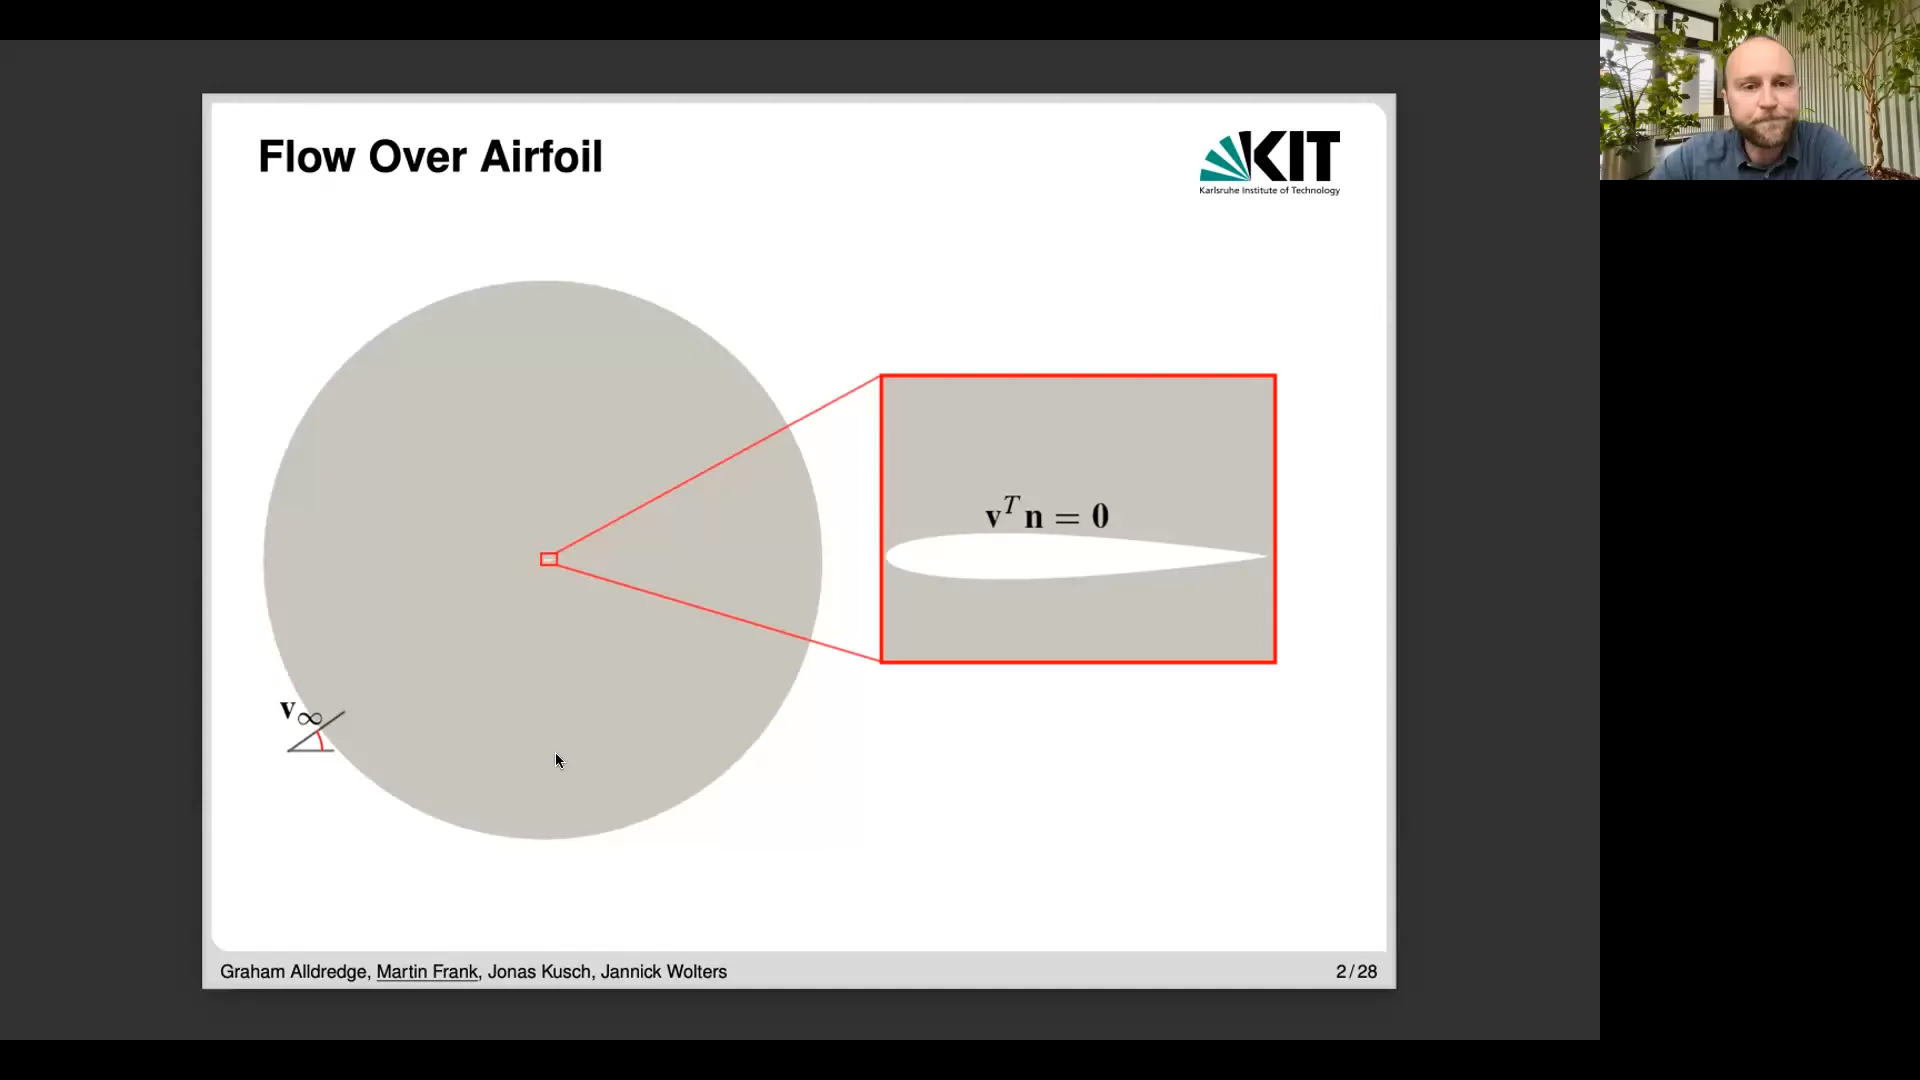 Flow Over Airfoil
KIT
Karlsruhe Institute of Technology
v^T n = 0
v∞
Graham Alldredge, Martin Frank, Jonas Kusch, Jannick Wolters
2 / 28
KIT